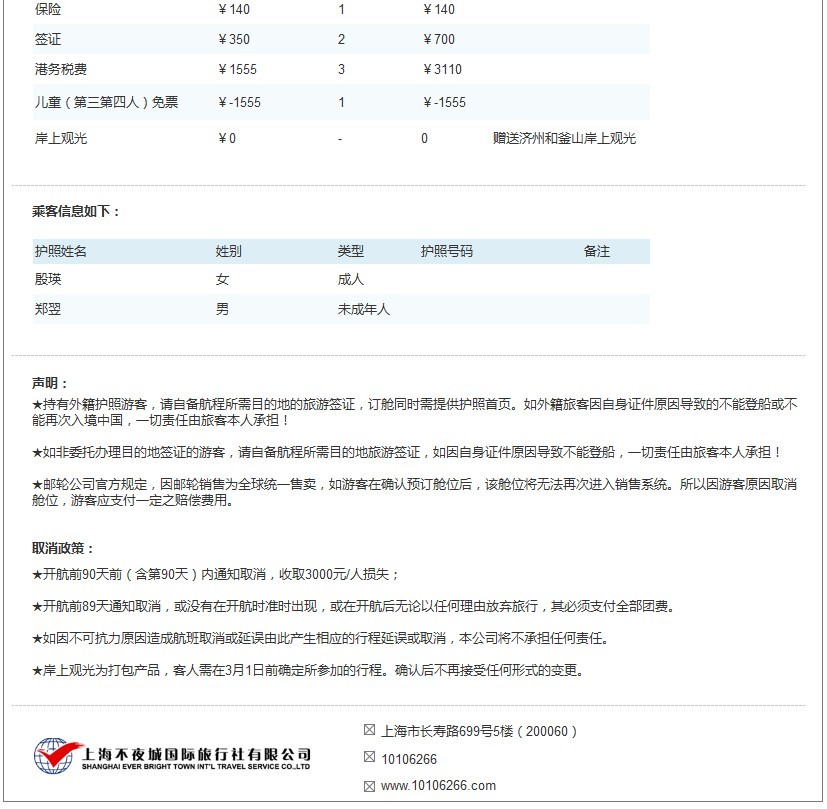 保险 ￥140 1 ￥140
签证 ￥350 2 ￥700
港务税费 ￥1555 3 ￥3110
儿童（第三第四人）免票 ￥-1555 1 ￥-1555
岸上观光 ￥0 - 0 赠送济州和釜山岸上观光
乘客信息如下：
护照姓名 性别 类型 护照号码 备注
殷瑛 女 成人
郑翌 男 未成年人
声明：
★持有外籍护照游客，请自备航程所需目的地的旅游签证，订舱同时需提供护照首页。如外籍旅客因自身证件原因导致的不能登船或不
能再次入境中国，一切责任由旅客本人承担！
★如非委托办理目的地签证的游客，请自备航程所需目的地旅游签证，如因自身证件原因导致不能登船，一切责任由旅客本人承担！
★邮轮公司官方规定，因邮轮销售为全球统一售卖，如游客在确认预订舱位后，该舱位将无法再次进入销售系统。所以因游客原因取消
舱位，游客应支付一定之赔偿费用。
取消政策：
★开航前90天前（含第90天）内通知取消，收取3000元/人损失；
★开航前89天通知取消，或没有在开航时准时出现，或在开航后无论以任何理由放弃旅行，其必须支付全部团费。
★如因不可抗力原因造成航班取消或延误由此产生相应的行程延误或取消，本公司将不承担任何责任。
★岸上观光为打包产品，客人需在3月1日前确定所参加的行程。确认后不再接受任何形式的变更。
上海不夜城国际旅行社有限公司
SHANGHAI EVER BRIGHT TOWN INT'L TRAVEL SERVICE CO.,LTD
上海市长寿路699号5楼（200060）
10106266
www.10106266.com